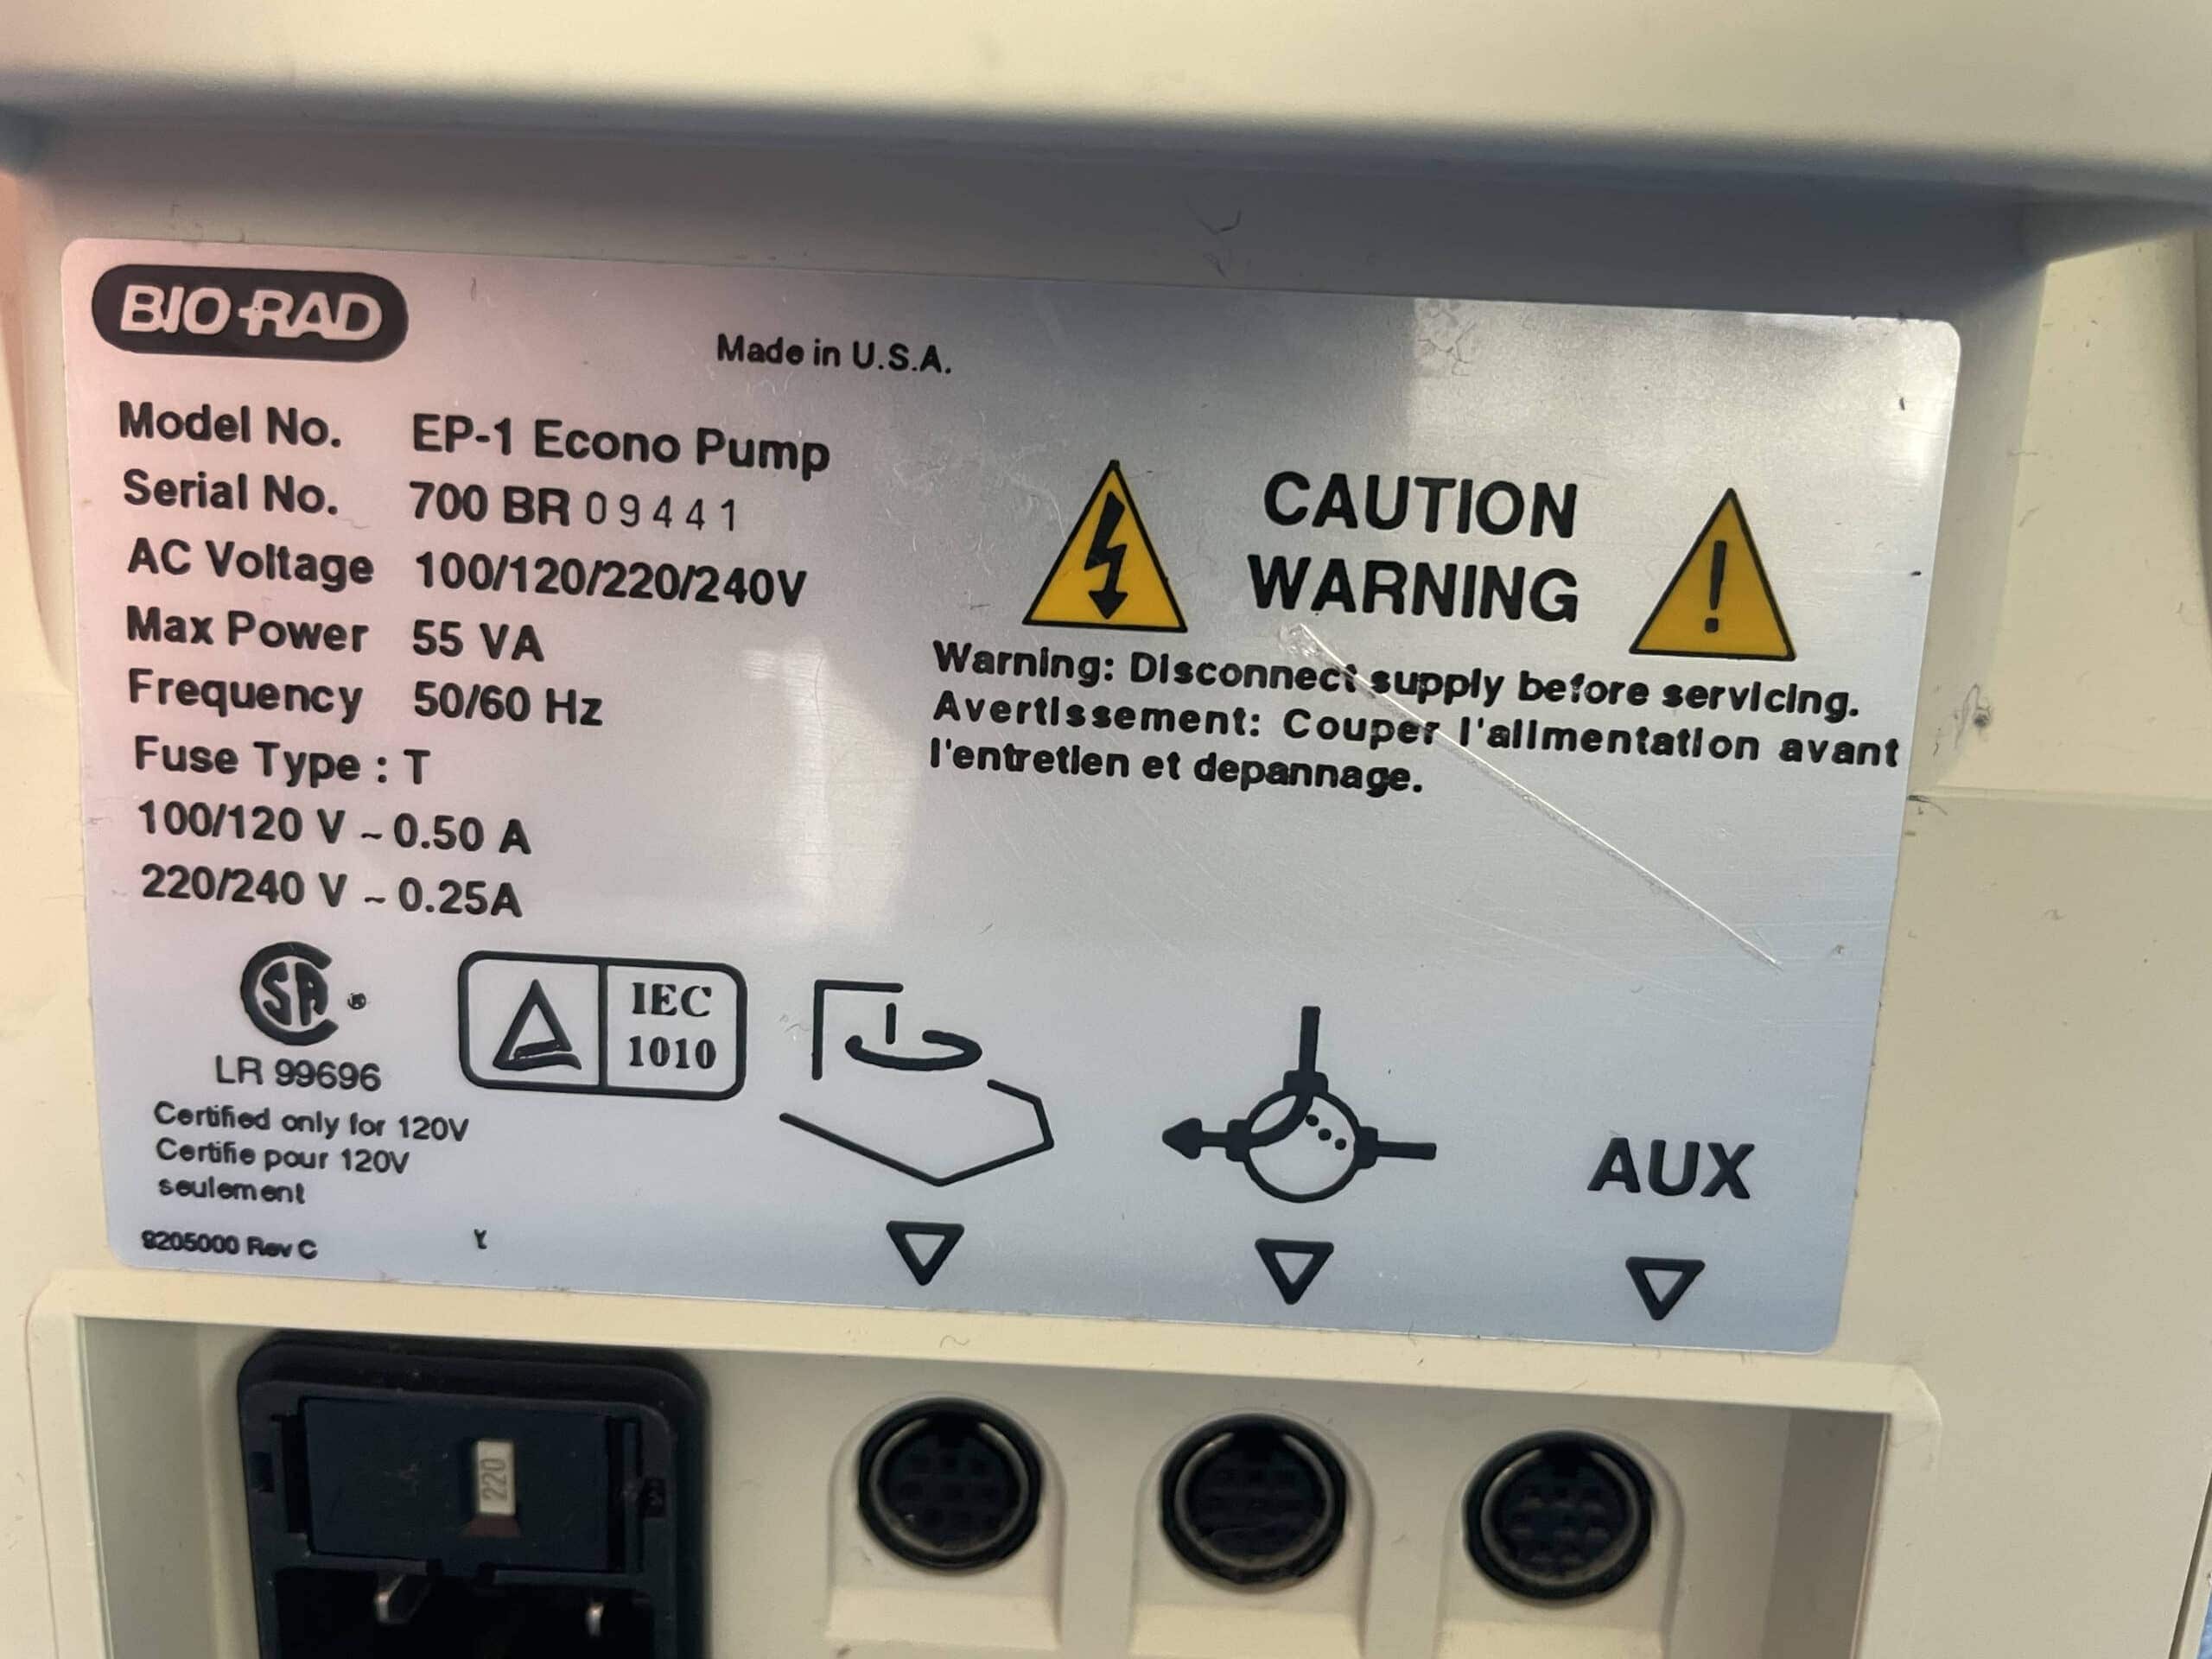 BIO-RAD
Made in U.S.A.
Model No. EP-1 Econo Pump
Serial No. 700 BR 09441
AC Voltage 100/120/220/240V
Max Power 55 VA
Frequency 50/60 Hz
Fuse Type : T
100/120 V ~ 0.50 A
220/240 V ~ 0.25A
CAUTION
WARNING
Warning: Disconnect supply before servicing.
Avertissement: Couper l'alimentation avant
l'entretien et depannage.
SA ®
LR 99696
Certified only for 120V
Certifie pour 120V
seulement
IEC
1010
9205000 Rev C
Y
AUX
220